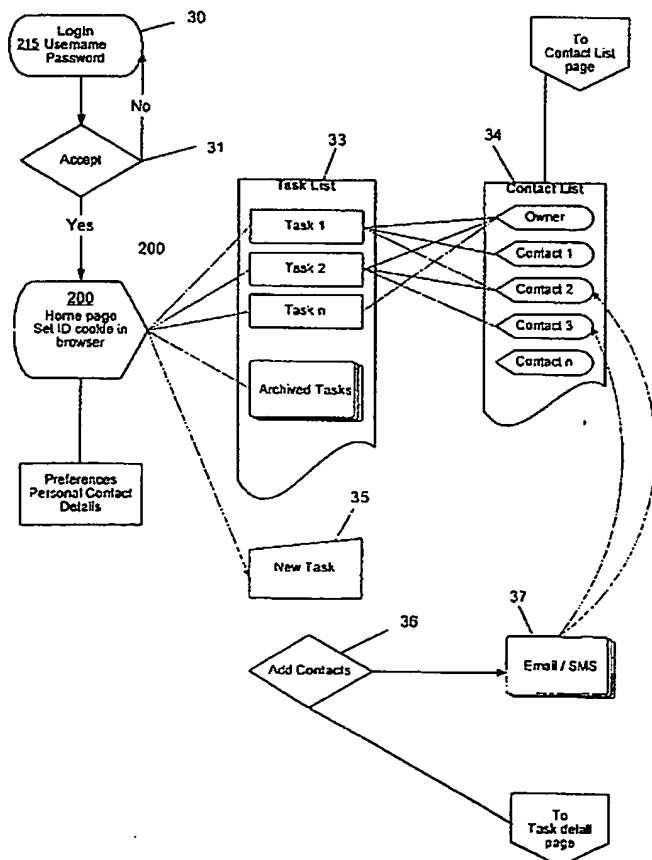 30
Login
215 Username
Password
No
31
Accept
Yes
200
200
Home page
Set ID cookie in
browser
Preferences
Personal Contact
Details
33
Task List
Task 1
Task 2
Task n
Archived Tasks
35
New Task
To
Contact List
page
34
Contact List
Owner
Contact 1
Contact 2
Contact 3
Contact n
36
Add Contacts
37
Email / SMS
To
Task detail
page